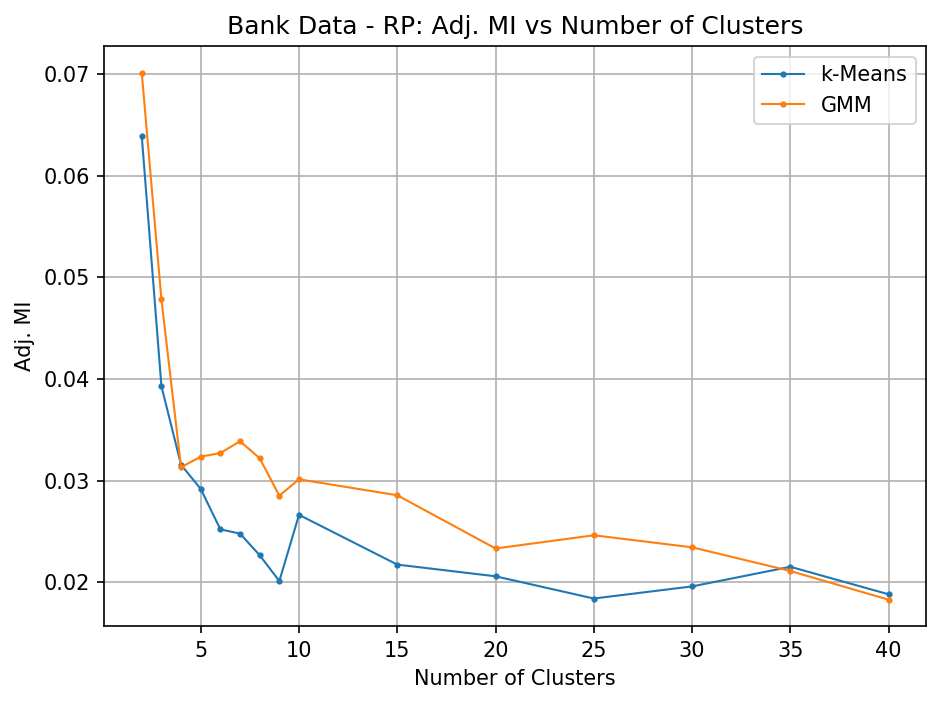 Bank Data - RP: Adj. MI vs Number of Clusters
k-Means
GMM
Adj. MI
0.07
0.06
0.05
0.04
0.03
0.02
5 10 15 20 25 30 35 40
Number of Clusters